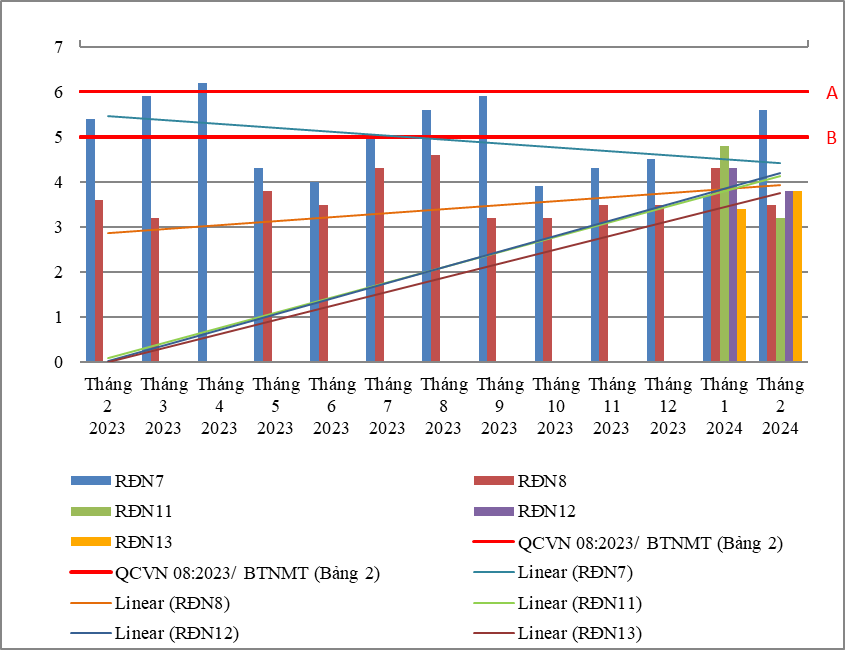 7
6
A
5
B
4
3
2
1
0
Tháng Tháng Tháng Tháng Tháng Tháng Tháng Tháng Tháng Tháng Tháng Tháng Tháng
2 3 4 5 6 7 8 9 10 11 12 1 2
2023 2023 2023 2023 2023 2023 2023 2023 2023 2023 2023 2024 2024
RĐN7 RĐN8
RĐN11 RĐN12
RĐN13 QCVN 08:2023/ BTNMT (Bảng 2)
QCVN 08:2023/ BTNMT (Bảng 2) Linear (RĐN7)
Linear (RĐN8) Linear (RĐN11)
Linear (RĐN12) Linear (RĐN13)